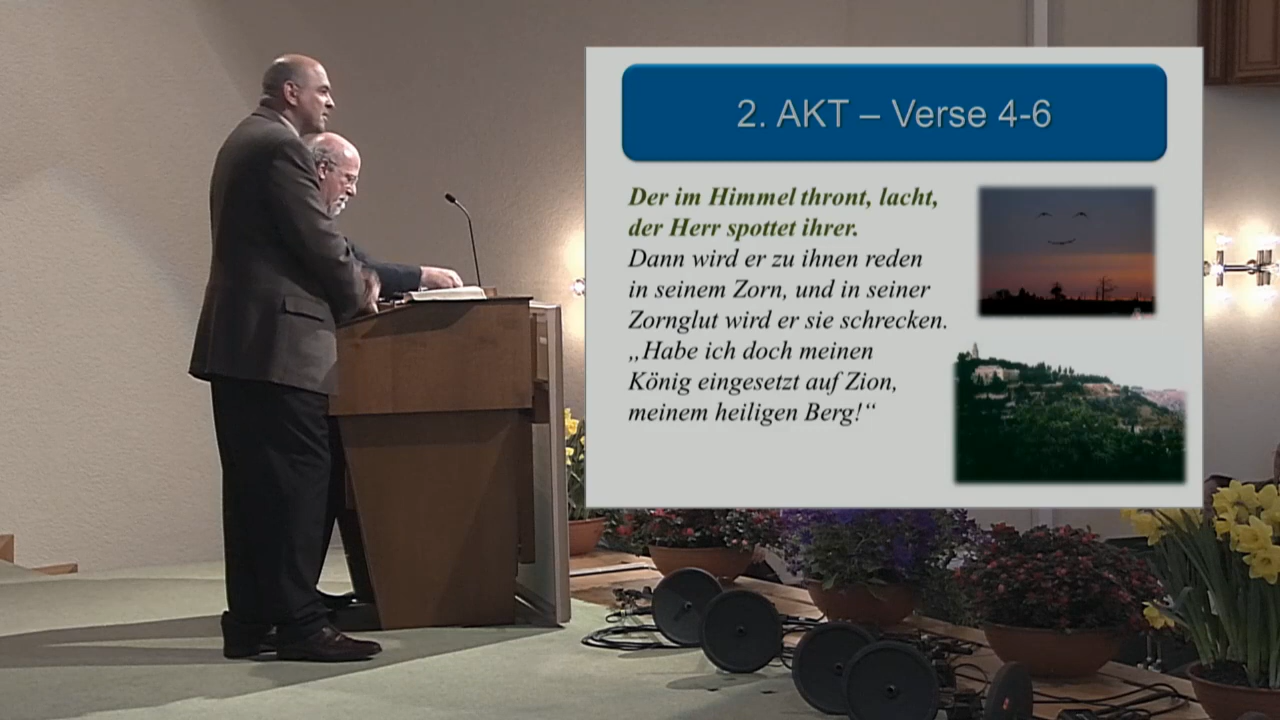 2. AKT – Verse 4-6
Der im Himmel thront, lacht,
der Herr spottet ihrer.
Dann wird er zu ihnen reden
in seinem Zorn, und in seiner
Zornglut wird er sie schrecken.
„Habe ich doch meinen
König eingesetzt auf Zion,
meinem heiligen Berg!“